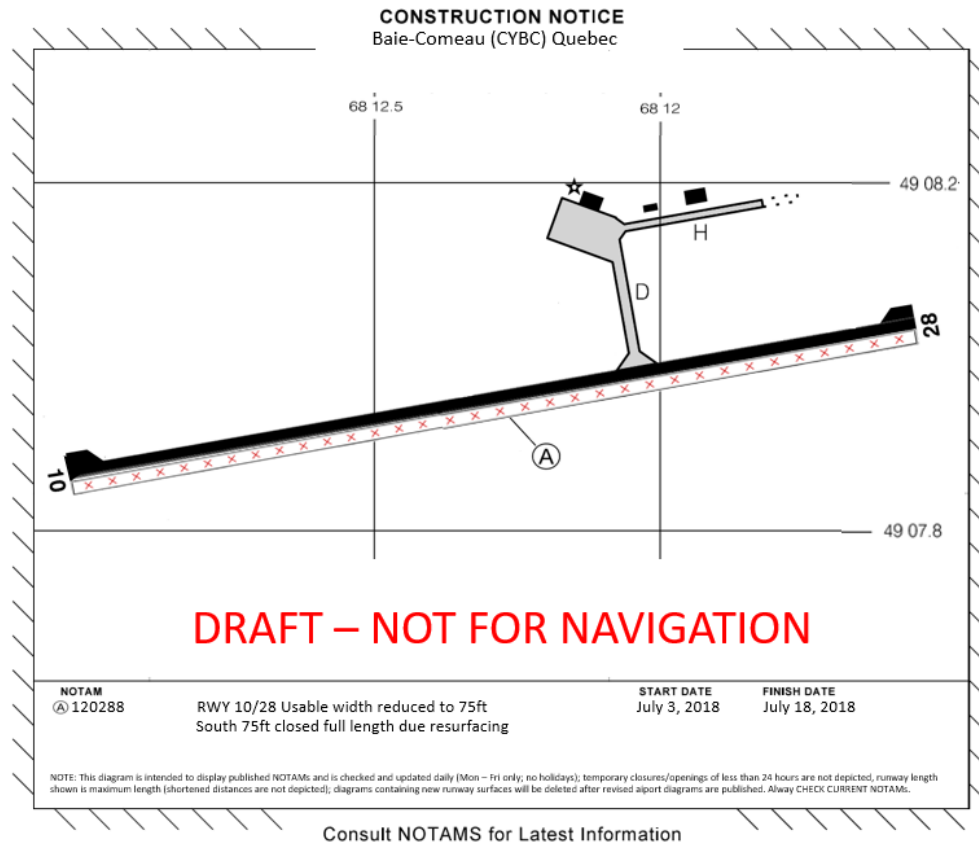 CONSTRUCTION NOTICE
Baie-Comeau (CYBC) Quebec
68 12.5
68 12
49 08.2
H
D
28
10
A
49 07.8
DRAFT – NOT FOR NAVIGATION
NOTAM
START DATE
FINISH DATE
A 120288
RWY 10/28 Usable width reduced to 75ft
July 3, 2018
July 18, 2018
South 75ft closed full length due resurfacing
NOTE: This diagram is intended to display published NOTAMs and is checked and updated daily (Mon – Fri only; no holidays); temporary closures/openings of less than 24 hours are not depicted, runway length
shown is maximum length (shortened distances are not depicted); diagrams containing new runway surfaces will be deleted after revised aiport diagrams are published. Alway CHECK CURRENT NOTAMs.
Consult NOTAMS for Latest Information